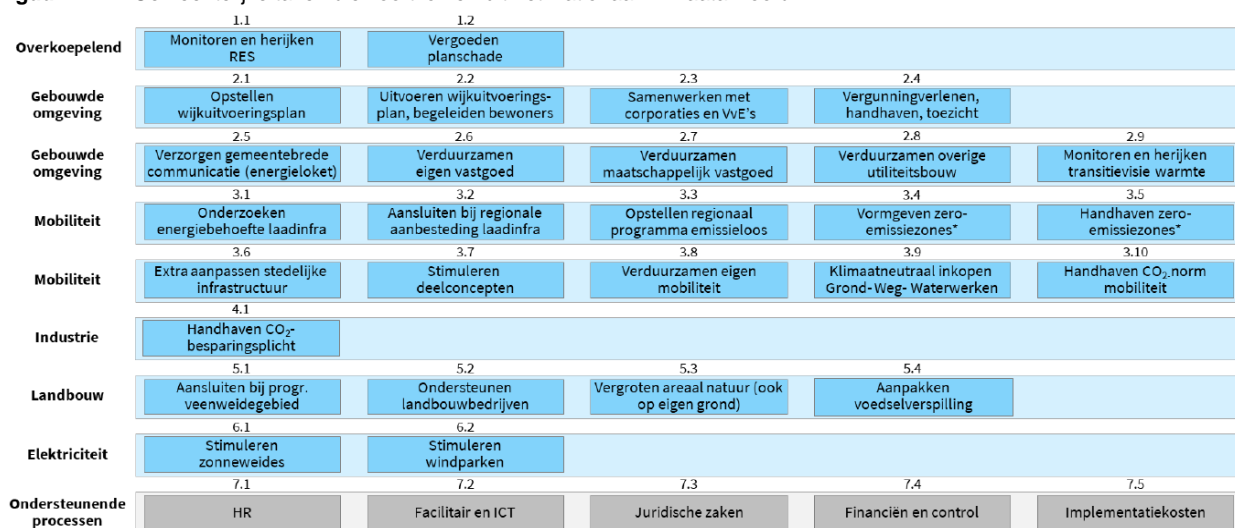 1.1 1.2
Overkoepelend
Monitoren en herijken
RES
Vergoeden
planschade
2.1 2.2 2.3 2.4
Gebouwde
omgeving
Opstellen
wijkuitvoeringsplan
Uitvoeren wijkuitvoerings-
plan, begeleiden bewoners
Samenwerken met
corporaties en VvE's
Vergunningverlenen,
handhaven, toezicht
2.5 2.6 2.7 2.8 2.9
Gebouwde
omgeving
Verzorgen gemeentebrede
communicatie (energieloket)
Verduurzamen
eigen vastgoed
Verduurzamen
maatschappelijk vastgoed
Verduurzamen overige
utiliteitsbouw
Monitoren en herijken
transitievisie warmte
3.1 3.2 3.3 3.4 3.5
Mobiliteit
Onderzoeken
energiebehoefte laadinfra
Aansluiten bij regionale
aanbesteding laadinfra
Opstellen regionaal
programma emissieloos
Vormgeven zero-
emissiezones*
Handhaven zero-
emissiezones*
3.6 3.7 3.8 3.9 3.10
Mobiliteit
Extra aanpassen stedelijke
infrastructuur
Stimuleren
deelconcepten
Verduurzamen eigen
mobiliteit
Klimaatneutraal inkopen
Grond- Weg- Waterwerken
Handhaven CO₂-norm
mobiliteit
4.1
Industrie
Handhaven CO₂-
besparingsplicht
5.1 5.2 5.3 5.4
Landbouw
Aansluiten bij progr.
veenweidegebied
Ondersteunen
landbouwbedrijven
Vergroten areaal natuur (ook
op eigen grond)
Aanpakken
voedselverspilling
6.1 6.2
Elektriciteit
Stimuleren
zonneweides
Stimuleren
windparken
7.1 7.2 7.3 7.4 7.5
Ondersteunende
processen
HR
Facilitair en ICT
Juridische zaken
Financiën en control
Implementatiekosten